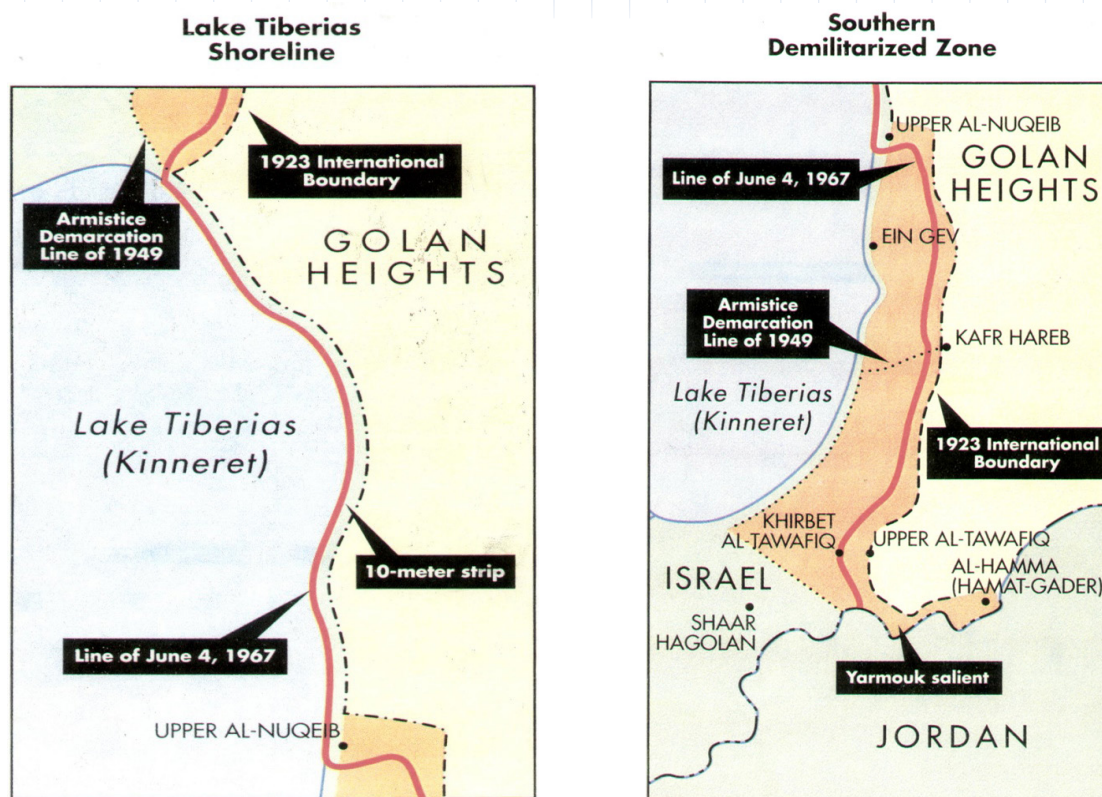 Lake Tiberias
Shoreline
1923 International
Boundary
Armistice
Demarcation
Line of 1949
GOLAN
HEIGHTS
Lake Tiberias
(Kinneret)
10-meter strip
Line of June 4, 1967
UPPER AL-NUQEIB
Southern
Demilitarized Zone
UPPER AL-NUQEIB
GOLAN
HEIGHTS
Line of June 4, 1967
EIN GEV
Armistice
Demarcation
Line of 1949
KAFR HAREB
Lake Tiberias
(Kinneret)
1923 International
Boundary
KHIRBET
AL-TAWAFIQ
UPPER AL-TAWAFIQ
AL-HAMMA
(HAMAT-GADER)
ISRAEL
SHAAR
HAGOLAN
Yarmouk salient
JORDAN